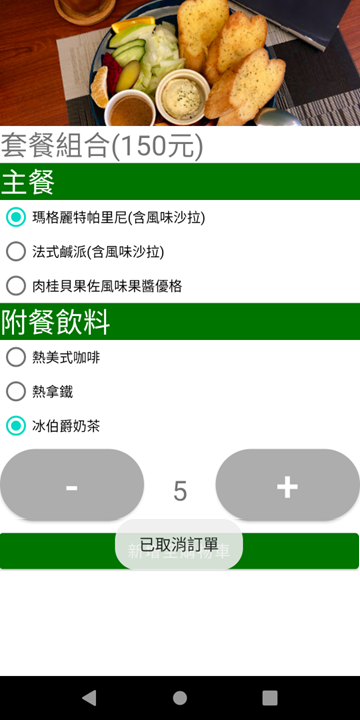 套餐組合(150元)
主餐
瑪格麗特帕里尼(含風味沙拉)
法式鹹派(含風味沙拉)
肉桂貝果佐風味果醬優格
附餐飲料
熱美式咖啡
熱拿鐵
冰伯爵奶茶
- 5 +
已取消訂單